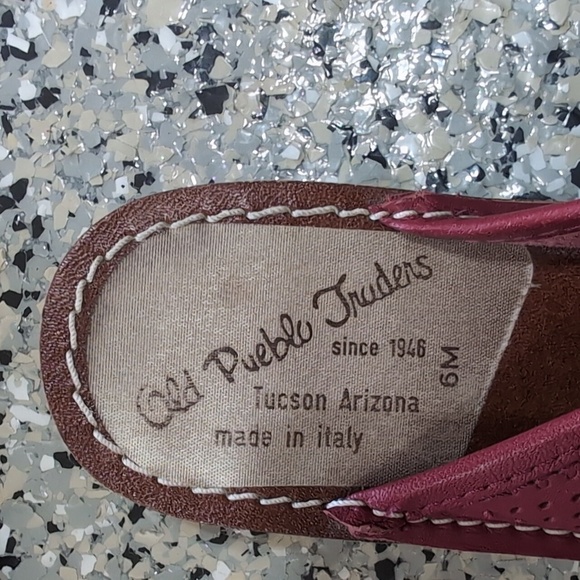 Old Pueblo Traders
since 1946
Tucson Arizona
made in italy
6M